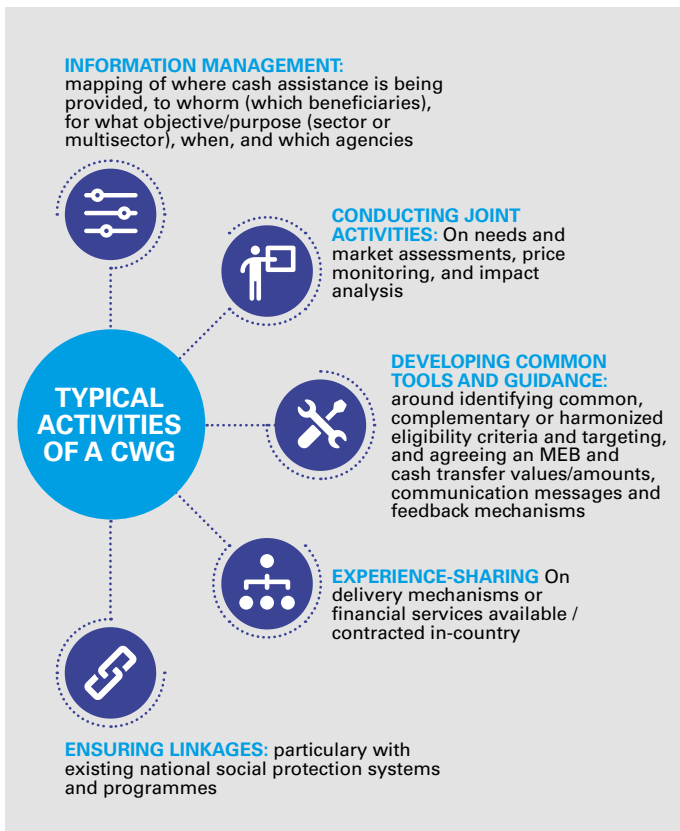 INFORMATION MANAGEMENT:
mapping of where cash assistance is being
provided, to whorm (which beneficiaries),
for what objective/purpose (sector or
multisector), when, and which agencies
CONDUCTING JOINT
ACTIVITIES: On needs and
market assessments, price
monitoring, and impact
analysis
TYPICAL
ACTIVITIES
OF A CWG
DEVELOPING COMMON
TOOLS AND GUIDANCE:
around identifying common,
complementary or harmonized
eligibility criteria and targeting,
and agreeing an MEB and
cash transfer values/amounts,
communication messages and
feedback mechanisms
EXPERIENCE-SHARING On
delivery mechanisms or
financial services available /
contracted in-country
ENSURING LINKAGES: particulary with
existing national social protection systems
and programmes